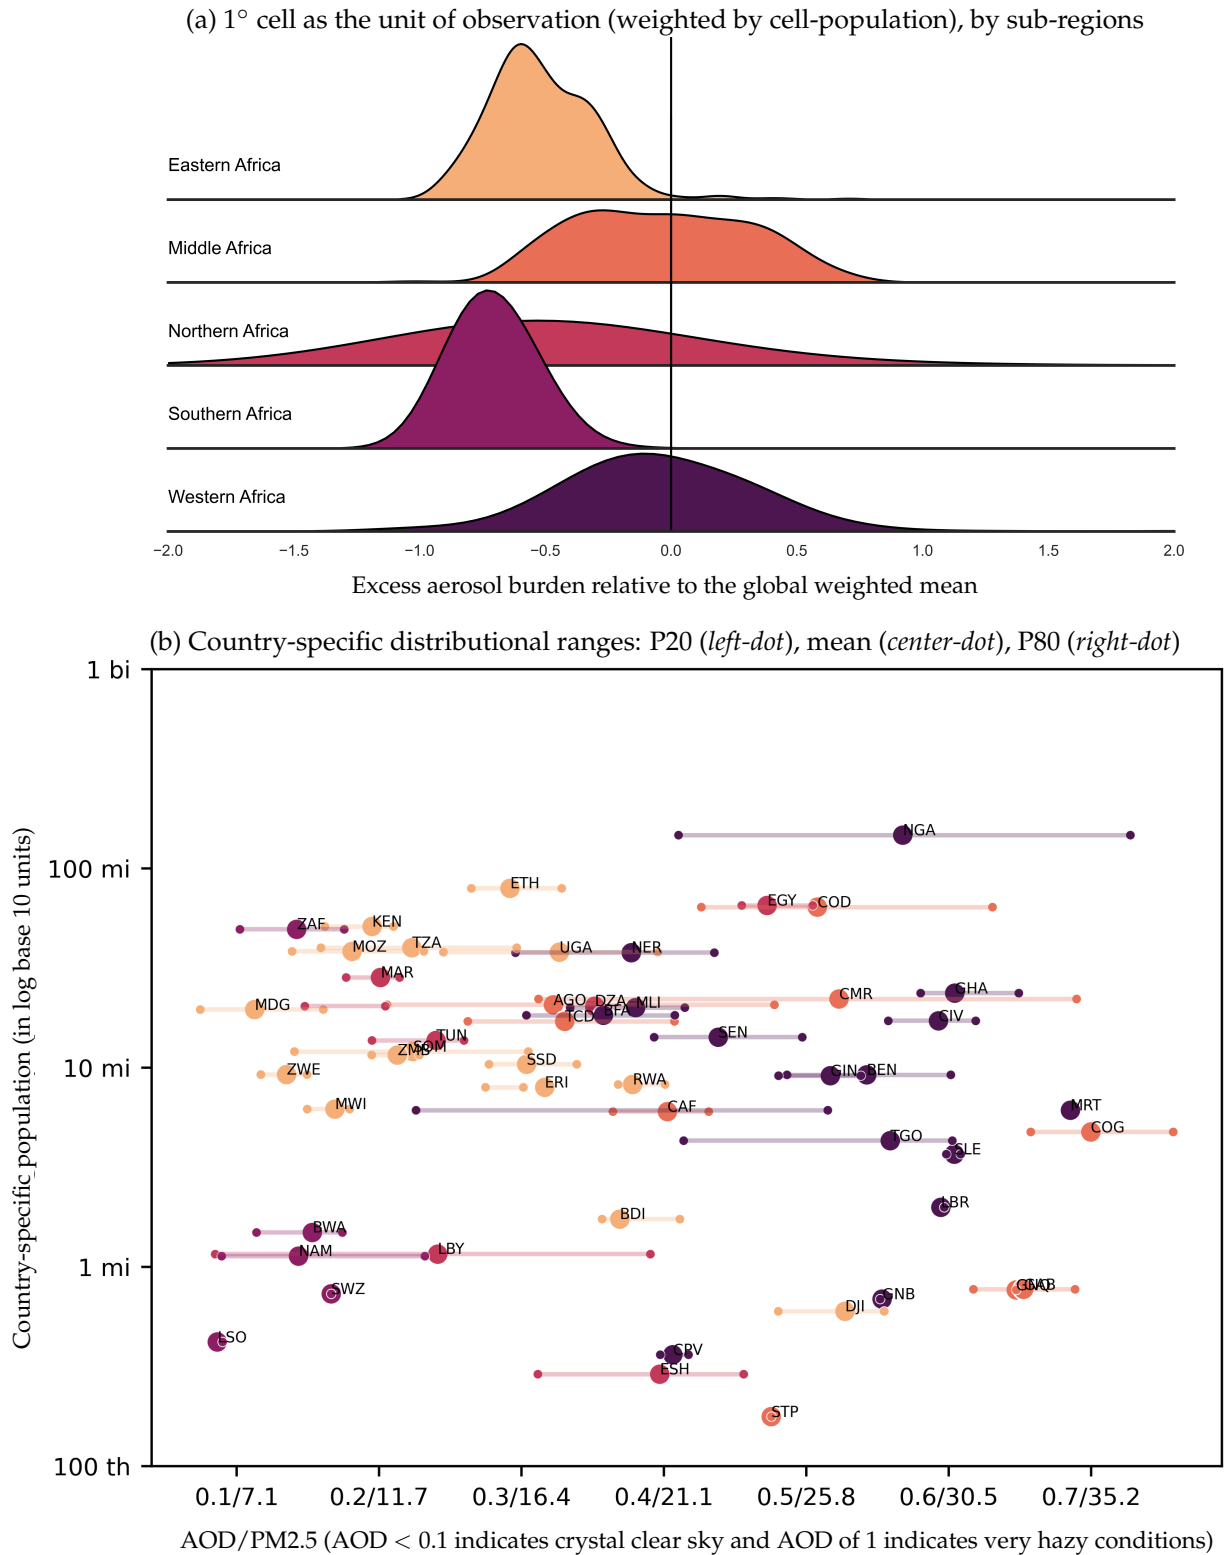 (a) 1° cell as the unit of observation (weighted by cell-population), by sub-regions
Eastern Africa
Middle Africa
Northern Africa
Southern Africa
Western Africa
−2.0 −1.5 −1.0 −0.5 0.0 0.5 1.0 1.5 2.0
Excess aerosol burden relative to the global weighted mean
(b) Country-specific distributional ranges: P20 (left-dot), mean (center-dot), P80 (right-dot)
Country-specific population (in log base 10 units)
1 bi
NGA
100 mi
ETH
EGY COD
ZAF KEN
MOZ TZA UGA NER
MAR
MDG AGO DZA MLI CMR GHA
TCD BFA CIV
TUN SEN
ZMB SOM
SSD
10 mi
ZWE ERI RWA GIN BEN
MWI CAF MRT
COG
TGO
SLE
LBR
BDI
BWA
1 mi
NAM LBY
SWZ GNB GNQ GAB
DJI
LSO
CPV
ESH
STP
100 th
0.1/7.1 0.2/11.7 0.3/16.4 0.4/21.1 0.5/25.8 0.6/30.5 0.7/35.2
AOD/PM2.5 (AOD < 0.1 indicates crystal clear sky and AOD of 1 indicates very hazy conditions)